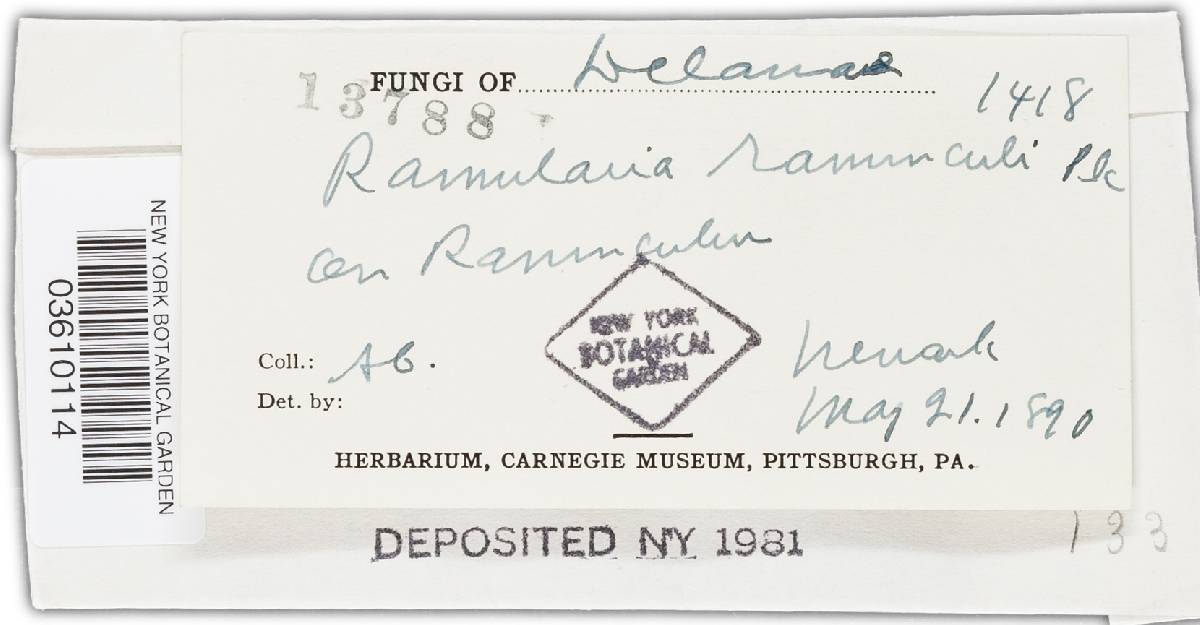 FUNGI OF Delaware
13788
1418
Ramularia ranunculi Pk
on Ranunculus
Coll.: AC.
Det. by:
NEW YORK
BOTANICAL
GARDEN
Newark
May 21. 1890
HERBARIUM, CARNEGIE MUSEUM, PITTSBURGH, PA.
NEW YORK BOTANICAL GARDEN
03610114
DEPOSITED NY 1981
133